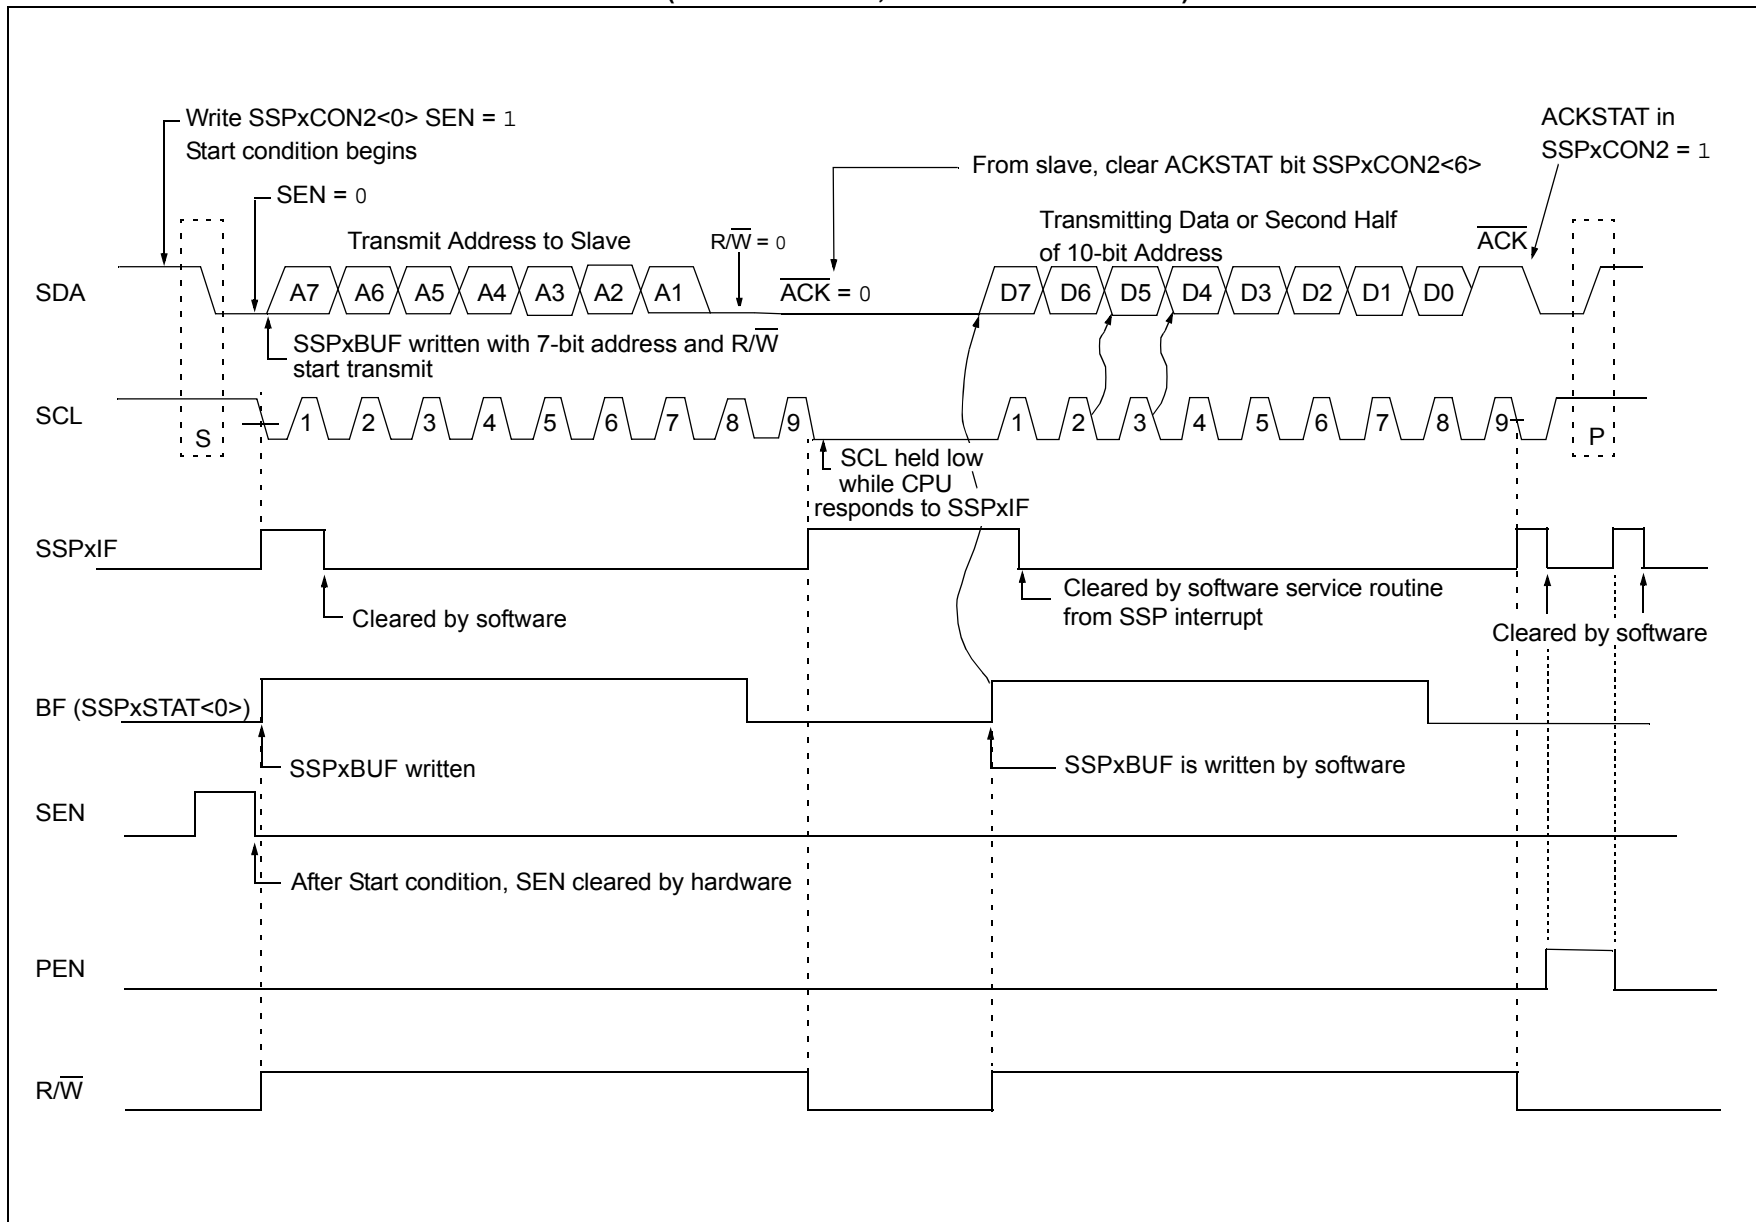 Write SSPxCON2<0> SEN = 1
Start condition begins
ACKSTAT in
SSPxCON2 = 1
From slave, clear ACKSTAT bit SSPxCON2<6>
SEN = 0
Transmit Address to Slave
R/W̅ = 0
Transmitting Data or Second Half
of 10-bit Address
A̅C̅K̅
SDA
A7 A6 A5 A4 A3 A2 A1
A̅C̅K̅ = 0
D7 D6 D5 D4 D3 D2 D1 D0
SSPxBUF written with 7-bit address and R/W̅
start transmit
SCL
S
1 2 3 4 5 6 7 8 9
1 2 3 4 5 6 7 8 9
P
SCL held low
while CPU
responds to SSPxIF
SSPxIF
Cleared by software
Cleared by software service routine
from SSP interrupt
Cleared by software
BF (SSPxSTAT<0>)
SSPxBUF written
SSPxBUF is written by software
SEN
After Start condition, SEN cleared by hardware
PEN
R/W̅